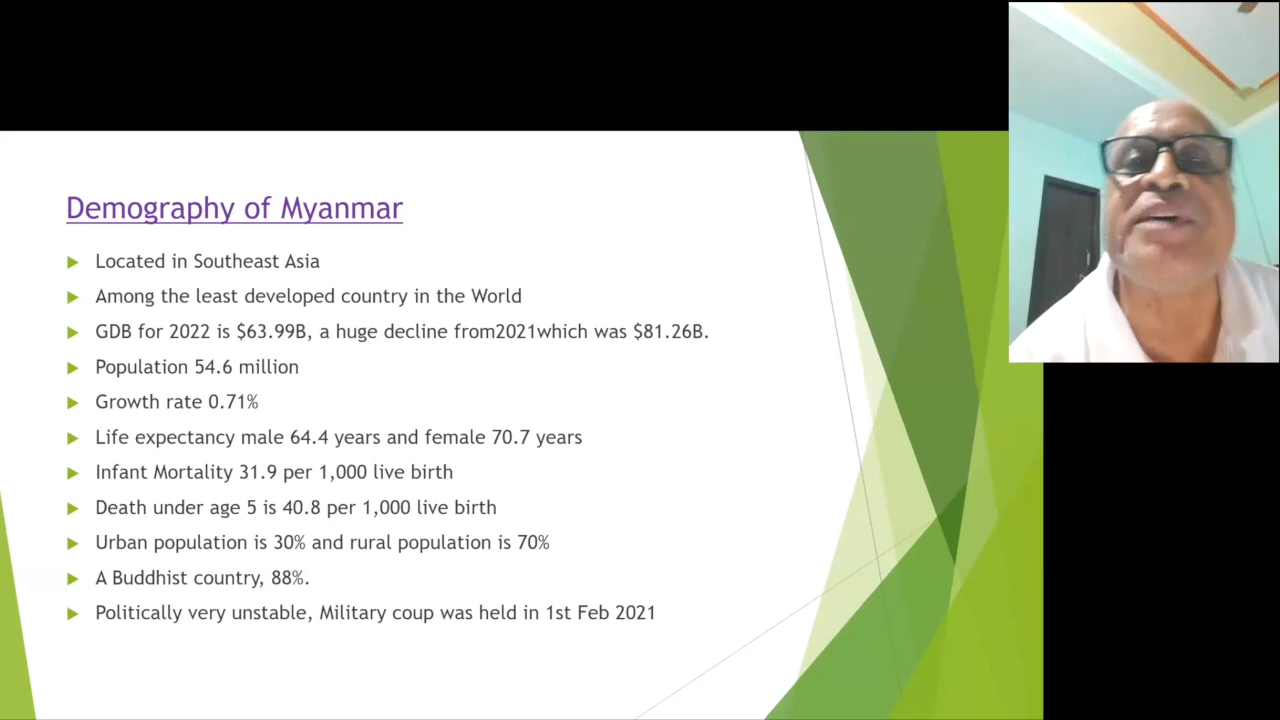 Demography of Myanmar
Located in Southeast Asia
Among the least developed country in the World
GDB for 2022 is $63.99B, a huge decline from2021which was $81.26B.
Population 54.6 million
Growth rate 0.71%
Life expectancy male 64.4 years and female 70.7 years
Infant Mortality 31.9 per 1,000 live birth
Death under age 5 is 40.8 per 1,000 live birth
Urban population is 30% and rural population is 70%
A Buddhist country, 88%.
Politically very unstable, Military coup was held in 1st Feb 2021